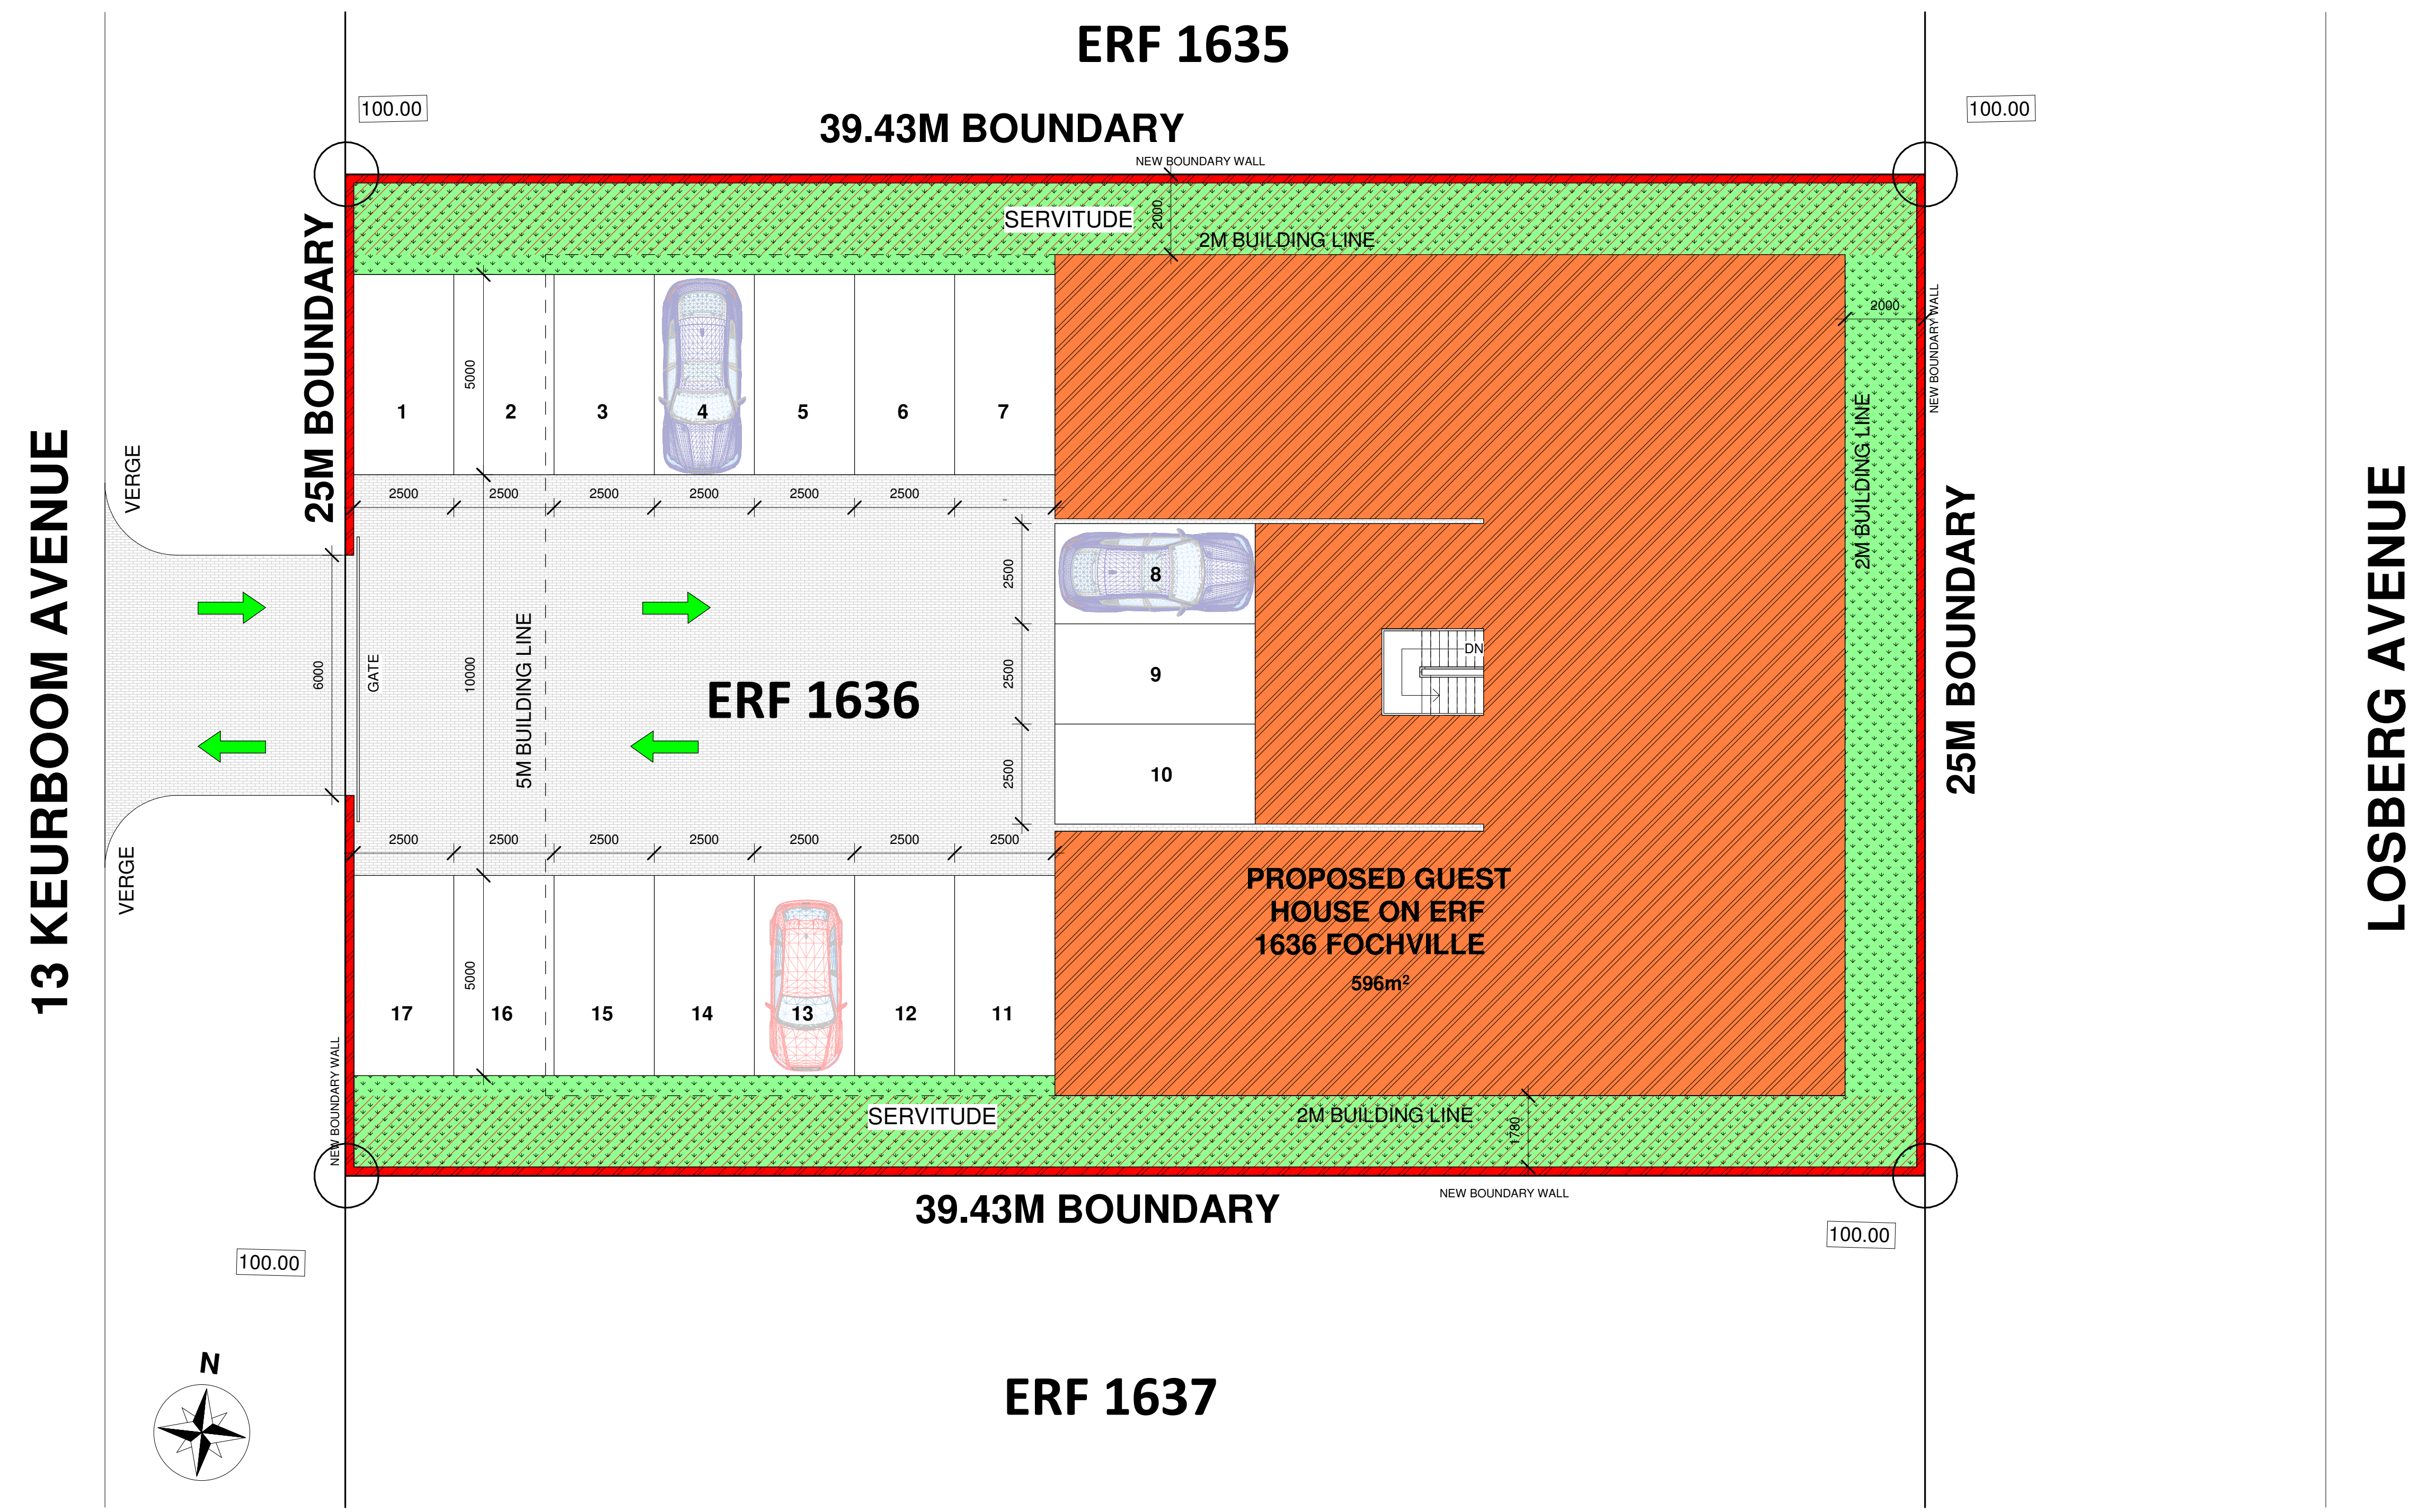 ERF 1635
100.00
100.00
39.43M BOUNDARY
NEW BOUNDARY WALL
SERVITUDE
2000
2M BUILDING LINE
25M BOUNDARY
2000
NEW BOUNDARY WALL
5000
1
2
3
4
5
6
7
2M BUILDING LINE
13 KEURBOOM AVENUE
VERGE
2500
2500
2500
2500
2500
2500
25M BOUNDARY
LOSBERG AVENUE
2500
8
6000
GATE
10000
5M BUILDING LINE
ERF 1636
2500
9
DN
2500
10
2500
2500
2500
2500
2500
2500
2500
VERGE
PROPOSED GUEST
HOUSE ON ERF
1636 FOCHVILLE
596m²
5000
17
16
15
14
13
12
11
NEW BOUNDARY WALL
SERVITUDE
2M BUILDING LINE
1780
39.43M BOUNDARY
NEW BOUNDARY WALL
100.00
100.00
N
ERF 1637